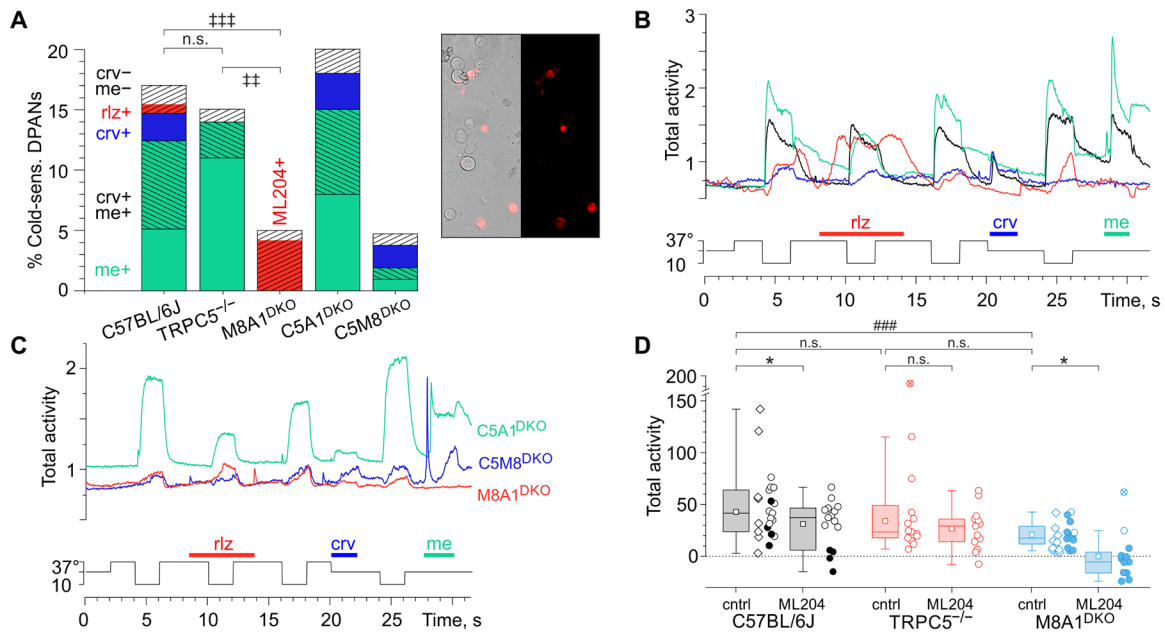 A
‡‡‡
n.s.
‡‡
% Cold-sens. DPANs
20
15
10
5
0
crv−
me−
rlz+
crv+
crv+
me+
me+
ML204+
C57BL/6J
TRPC5−/−
M8A1DKO
C5A1DKO
C5M8DKO
B
Total activity
3
2
1
rlz
crv
me
37°
10
0
5
10
15
20
25
Time, s
C
Total activity
2
1
C5A1DKO
C5M8DKO
M8A1DKO
rlz
crv
me
37°
10
0
5
10
15
20
25
Time, s
D
###
n.s.
n.s.
*
n.s.
*
Total activity
200
150
100
50
0
cntrl
ML204
cntrl
ML204
cntrl
ML204
C57BL/6J
TRPC5−/−
M8A1DKO